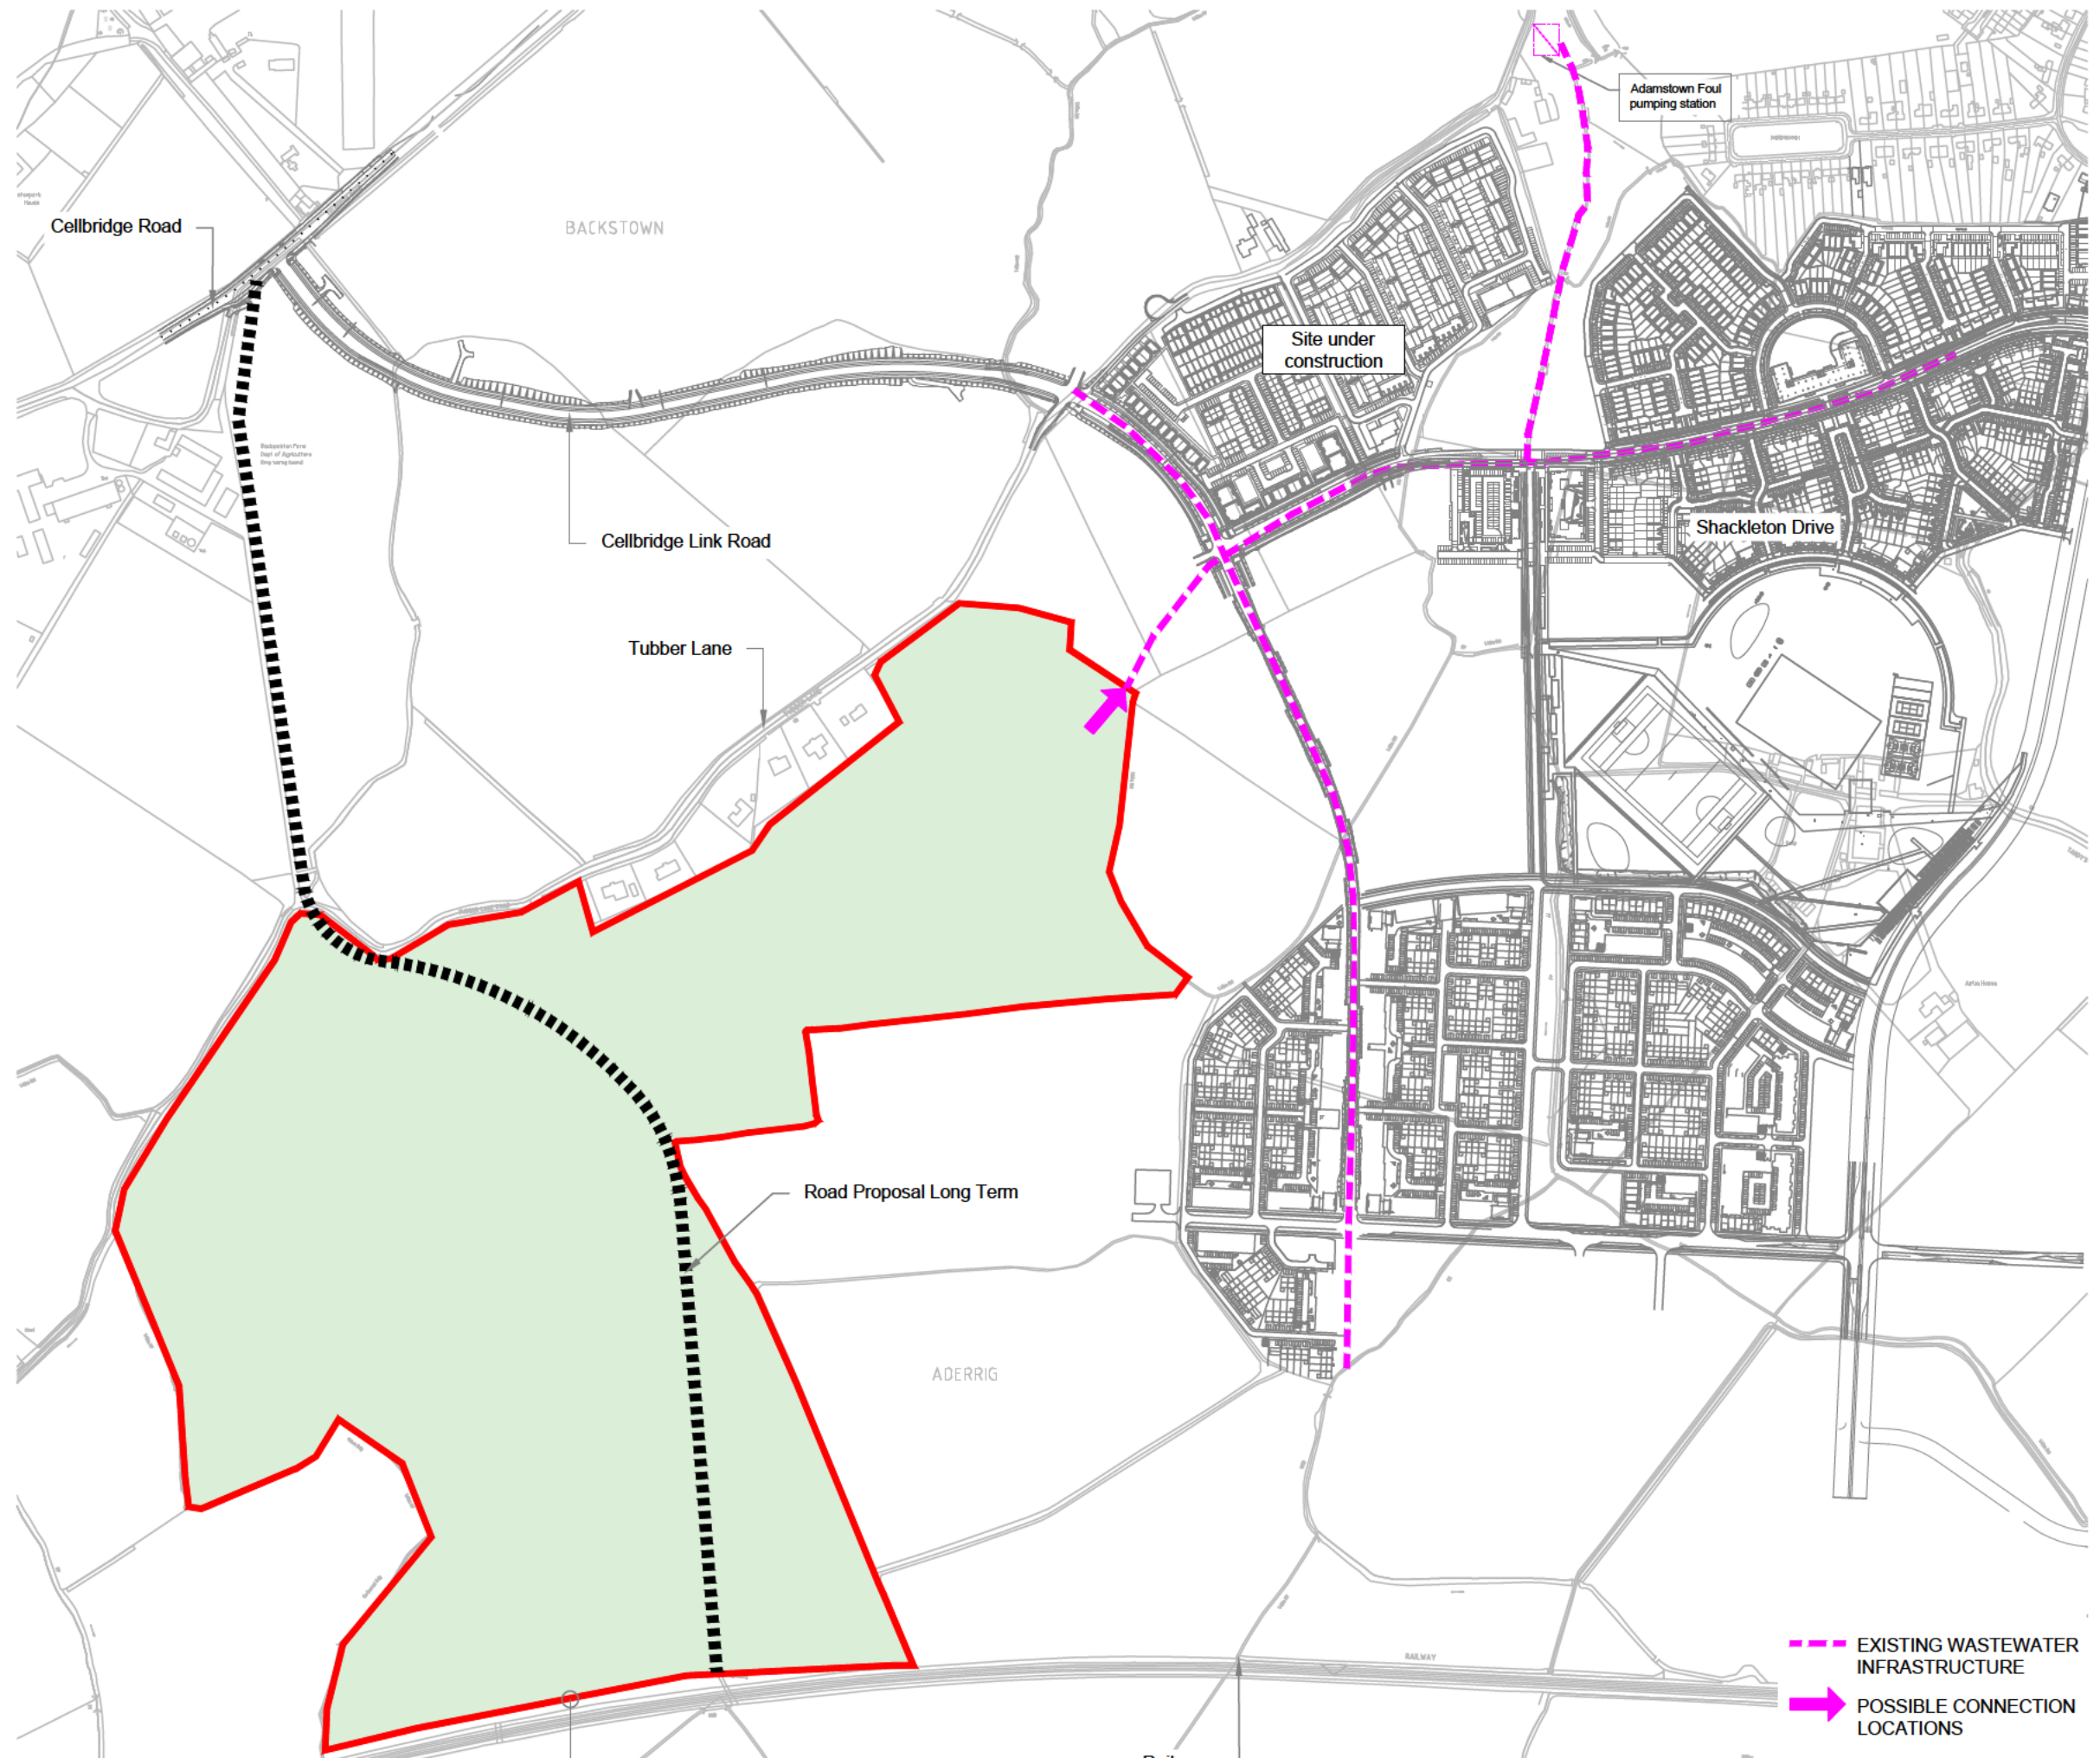 Adamstown Foul
pumping station
Cellbridge Road
BACKSTOWN
Site under
construction
Shackleton Drive
Cellbridge Link Road
Tubber Lane
Road Proposal Long Term
ADERRIG
RAILWAY
EXISTING WASTEWATER
INFRASTRUCTURE
POSSIBLE CONNECTION
LOCATIONS